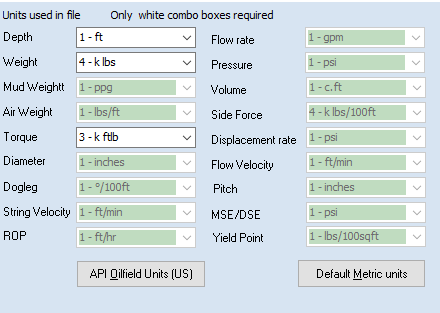 Units used in file Only white combo boxes required
Depth 1 - ft Flow rate 1 - gpm
Weight 4 - k lbs Pressure 1 - psi
Mud Weightt 1 - ppg Volume 1 - c.ft
Air Weight 1 - lbs/ft Side Force 4 - k lbs/100ft
Torque 3 - k ftlb Displacement rate 1 - psi
Diameter 1 - inches Flow Velocity 1 - ft/min
Dogleg 1 - °/100ft Pitch 1 - inches
String Velocity 1 - ft/min MSE/DSE 1 - psi
ROP 1 - ft/hr Yield Point 1 - lbs/100sqft
API Oilfield Units (US) Default Metric units